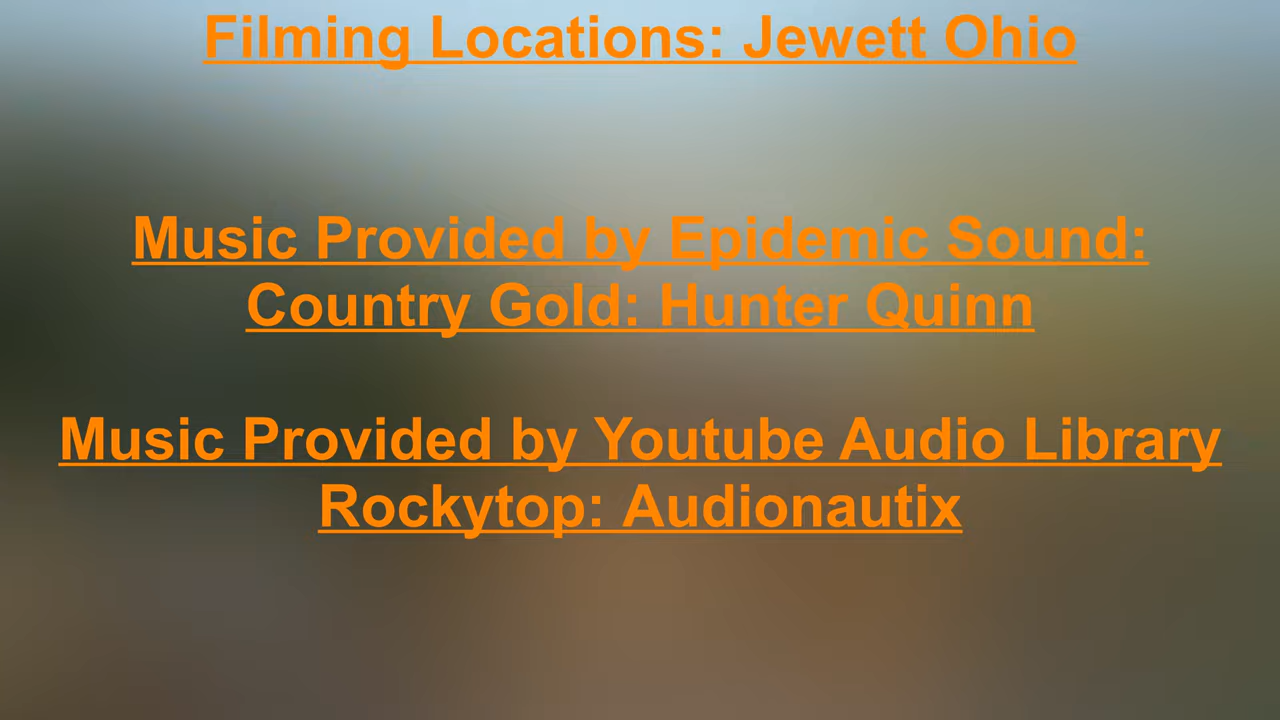 Filming Locations: Jewett Ohio
Music Provided by Epidemic Sound:
Country Gold: Hunter Quinn
Music Provided by Youtube Audio Library
Rockytop: Audionautix